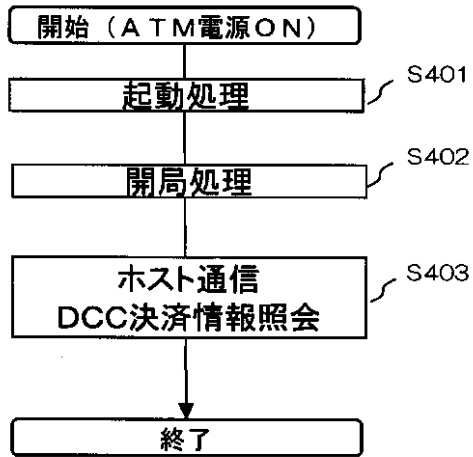 開始（ＡＴＭ電源ＯＮ）
起動処理
S401
開局処理
S402
ホスト通信
DCC決済情報照会
S403
終了